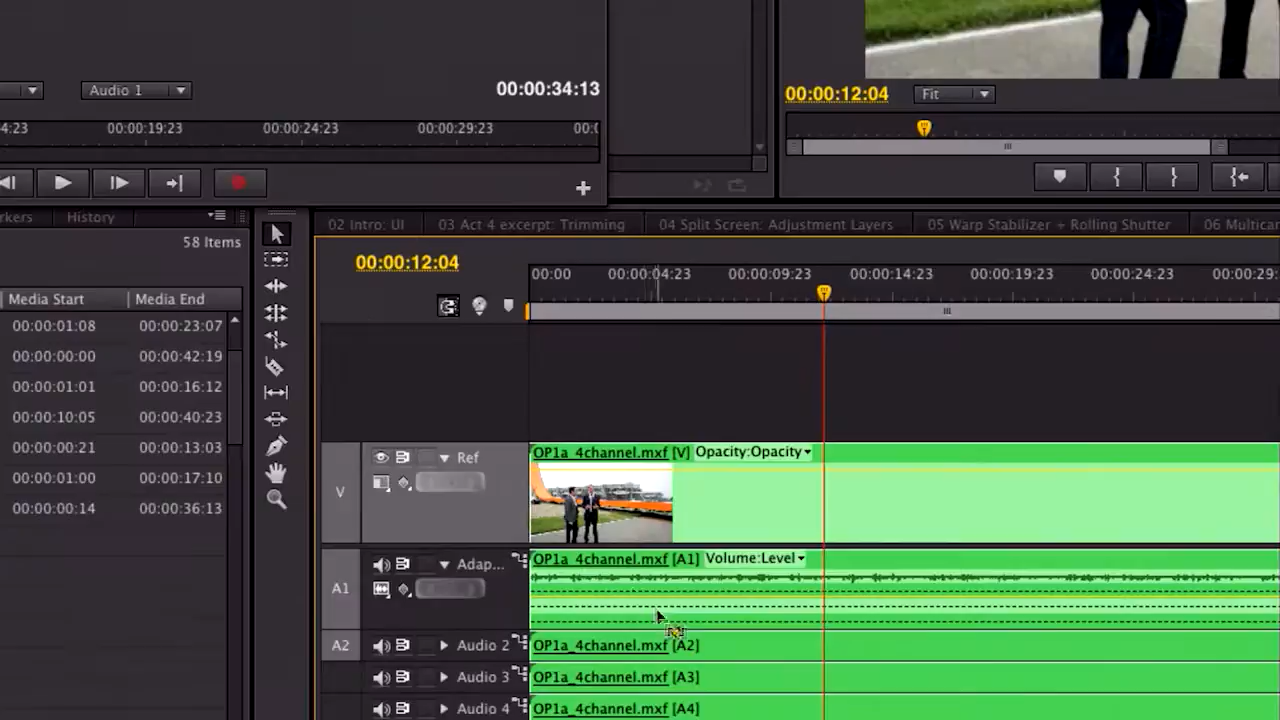 Audio 1
00:00:34:13
4:23
00:00:19:23
00:00:24:23
00:00:29:23
00:(
00:00:12:04
Fit
rkers
History
58 Items
Media Start
Media End
00:00:01:08
00:00:23:07
00:00:00:00
00:00:42:19
00:00:01:01
00:00:16:12
00:00:10:05
00:00:40:23
00:00:00:21
00:00:13:03
00:00:01:00
00:00:17:10
00:00:00:14
00:00:36:13
02 Intro: UI
03 Act 4 excerpt: Trimming
04 Split Screen: Adjustment Layers
05 Warp Stabilizer + Rolling Shutter
06 Multicar
00:00:12:04
00:00
00:00:04:23
00:00:09:23
00:00:14:23
00:00:19:23
00:00:24:23
00:00:29:
V
Ref
OP1a_4channel.mxf [V] Opacity:Opacity
A1
Adap...
OP1a_4channel.mxf [A1] Volume:Level
A2
Audio 2
OP1a_4channel.mxf [A2]
Audio 3
OP1a_4channel.mxf [A3]
Audio 4
OP1a_4channel.mxf [A4]